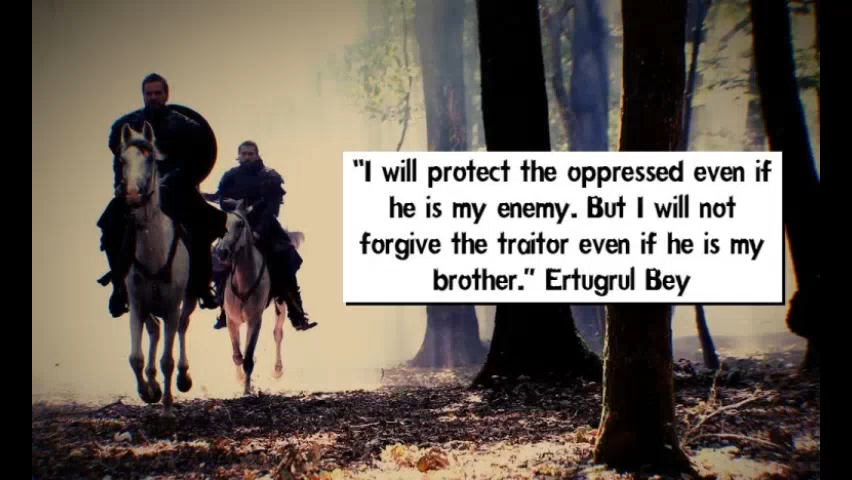 "I will protect the oppressed even if
he is my enemy. But I will not
forgive the traitor even if he is my
brother." Ertugrul Bey